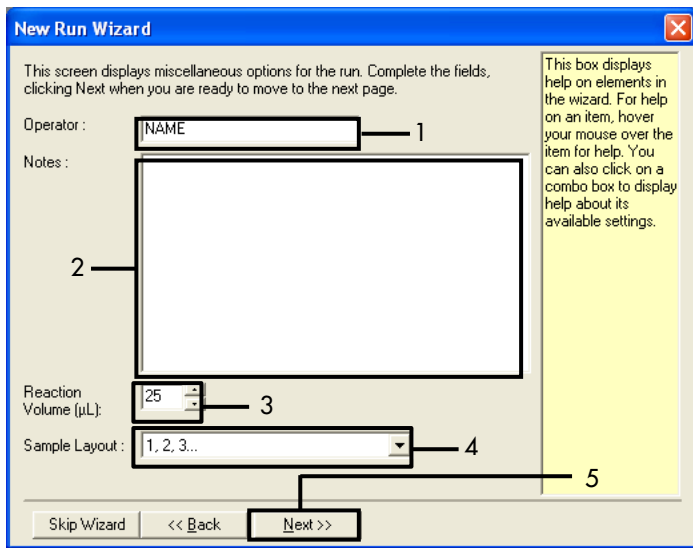 New Run Wizard
This screen displays miscellaneous options for the run. Complete the fields,
clicking Next when you are ready to move to the next page.
Operator :
NAME
1
Notes :
2
Reaction
Volume (µL):
25
3
Sample Layout :
1, 2, 3...
4
5
Skip Wizard
<< Back
Next >>
This box displays
help on elements in
the wizard. For help
on an item, hover
your mouse over the
item for help. You
can also click on a
combo box to display
help about its
available settings.